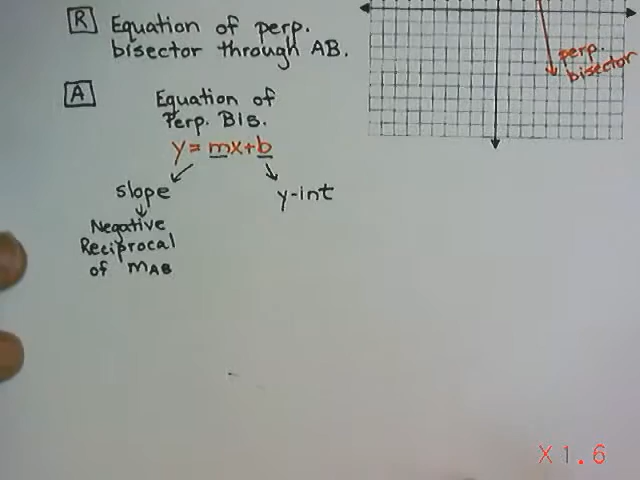 R Equation of perp.
bisector through AB.
A Equation of
Perp. BIS.
y = mx+b
slope
y-int
Negative
Reciprocal
of mAB
perp.
bisector
X1.6